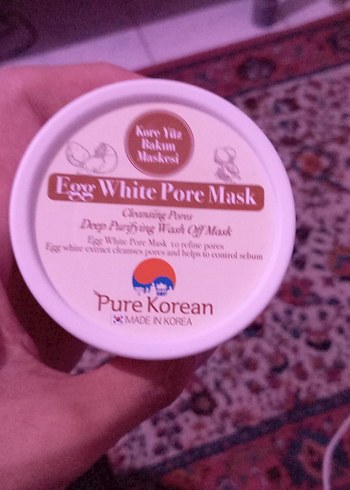 Kore Yüz
Bakım
Maskesi
Egg White Pore Mask
Cleansing Pores
Deep Purifying Wash Off Mask
Egg White Pore Mask to refine pores
Egg white extract cleanses pores and helps to control sebum
Pure Korean
MADE IN KOREA